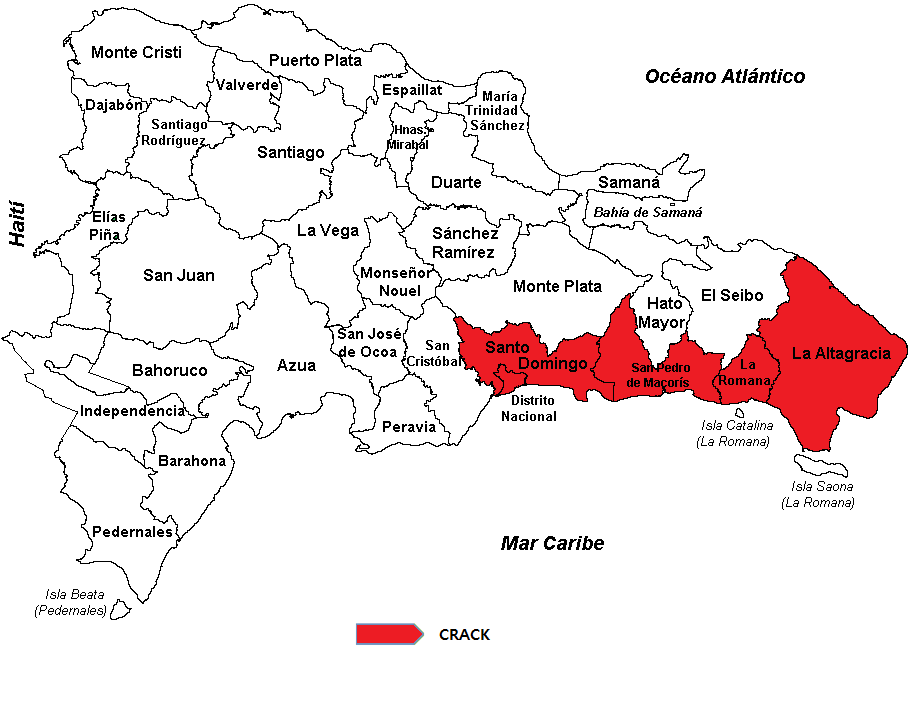 Monte Cristi
Puerto Plata
Océano Atlántico
Valverde
Espaillat
Dajabón
María
Trinidad
Sánchez
Santiago
Rodríguez
Hnas.
Mirabal
Santiago
Duarte
Samaná
Haití
Elías
Piña
Bahía de Samaná
La Vega
Sánchez
Ramírez
San Juan
Monseñor
Nouel
Monte Plata
Hato
Mayor
El Seibo
San José
de Ocoa
San
Cristóbal
Santo
Domingo
La Altagracia
Azua
Bahoruco
San Pedro
de Macorís
La
Romana
Independencia
Distrito
Nacional
Peravia
Isla Catalina
(La Romana)
Barahona
Isla Saona
(La Romana)
Pedernales
Mar Caribe
Isla Beata
(Pedernales)
CRACK